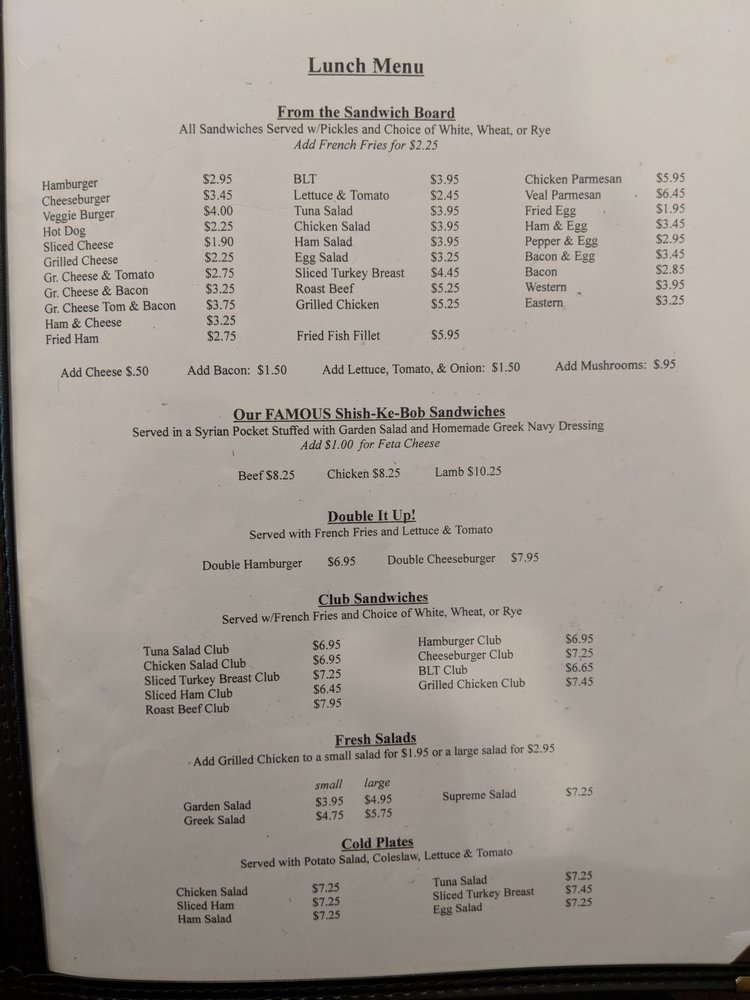 Lunch Menu
From the Sandwich Board
All Sandwiches Served w/Pickles and Choice of White, Wheat, or Rye
Add French Fries for $2.25
Hamburger $2.95
Cheeseburger $3.45
Veggie Burger $4.00
Hot Dog $2.25
Sliced Cheese $1.90
Grilled Cheese $2.25
Gr. Cheese & Tomato $2.75
Gr. Cheese & Bacon $3.25
Gr. Cheese Tom & Bacon $3.75
Ham & Cheese $3.25
Fried Ham $2.75
BLT $3.95
Lettuce & Tomato $2.45
Tuna Salad $3.95
Chicken Salad $3.95
Ham Salad $3.95
Egg Salad $3.25
Sliced Turkey Breast $4.45
Roast Beef $5.25
Grilled Chicken $5.25
Fried Fish Fillet $5.95
Chicken Parmesan $5.95
Veal Parmesan $6.45
Fried Egg $1.95
Ham & Egg $3.45
Pepper & Egg $2.95
Bacon & Egg $3.45
Bacon $2.85
Western $3.95
Eastern $3.25
Add Cheese $.50 Add Bacon: $1.50 Add Lettuce, Tomato, & Onion: $1.50 Add Mushrooms: $.95
Our FAMOUS Shish-Ke-Bob Sandwiches
Served in a Syrian Pocket Stuffed with Garden Salad and Homemade Greek Navy Dressing
Add $1.00 for Feta Cheese
Beef $8.25 Chicken $8.25 Lamb $10.25
Double It Up!
Served with French Fries and Lettuce & Tomato
Double Hamburger $6.95 Double Cheeseburger $7.95
Club Sandwiches
Served w/French Fries and Choice of White, Wheat, or Rye
Tuna Salad Club $6.95
Chicken Salad Club $6.95
Sliced Turkey Breast Club $7.25
Sliced Ham Club $6.45
Roast Beef Club $7.95
Hamburger Club $6.95
Cheeseburger Club $7.25
BLT Club $6.65
Grilled Chicken Club $7.45
Fresh Salads
Add Grilled Chicken to a small salad for $1.95 or a large salad for $2.95
small large
Garden Salad $3.95 $4.95
Greek Salad $4.75 $5.75
Supreme Salad $7.25
Cold Plates
Served with Potato Salad, Coleslaw, Lettuce & Tomato
Chicken Salad $7.25
Sliced Ham $7.25
Ham Salad $7.25
Tuna Salad $7.25
Sliced Turkey Breast $7.45
Egg Salad $7.25